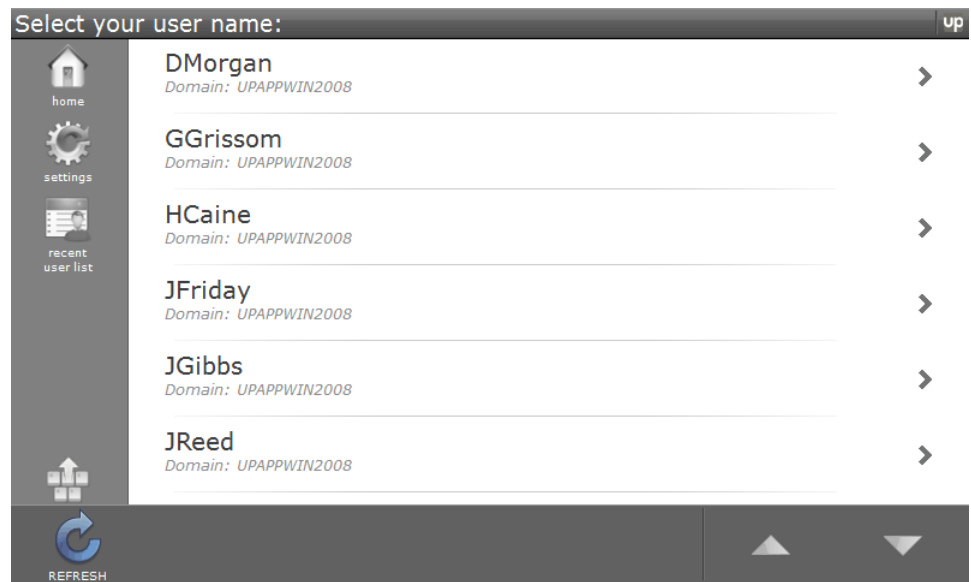 Select your user name:
up
home
settings
recent
user list
DMorgan
Domain: UPAPPWIN2008
GGrissom
Domain: UPAPPWIN2008
HCaine
Domain: UPAPPWIN2008
JFriday
Domain: UPAPPWIN2008
JGibbs
Domain: UPAPPWIN2008
JReed
Domain: UPAPPWIN2008
REFRESH